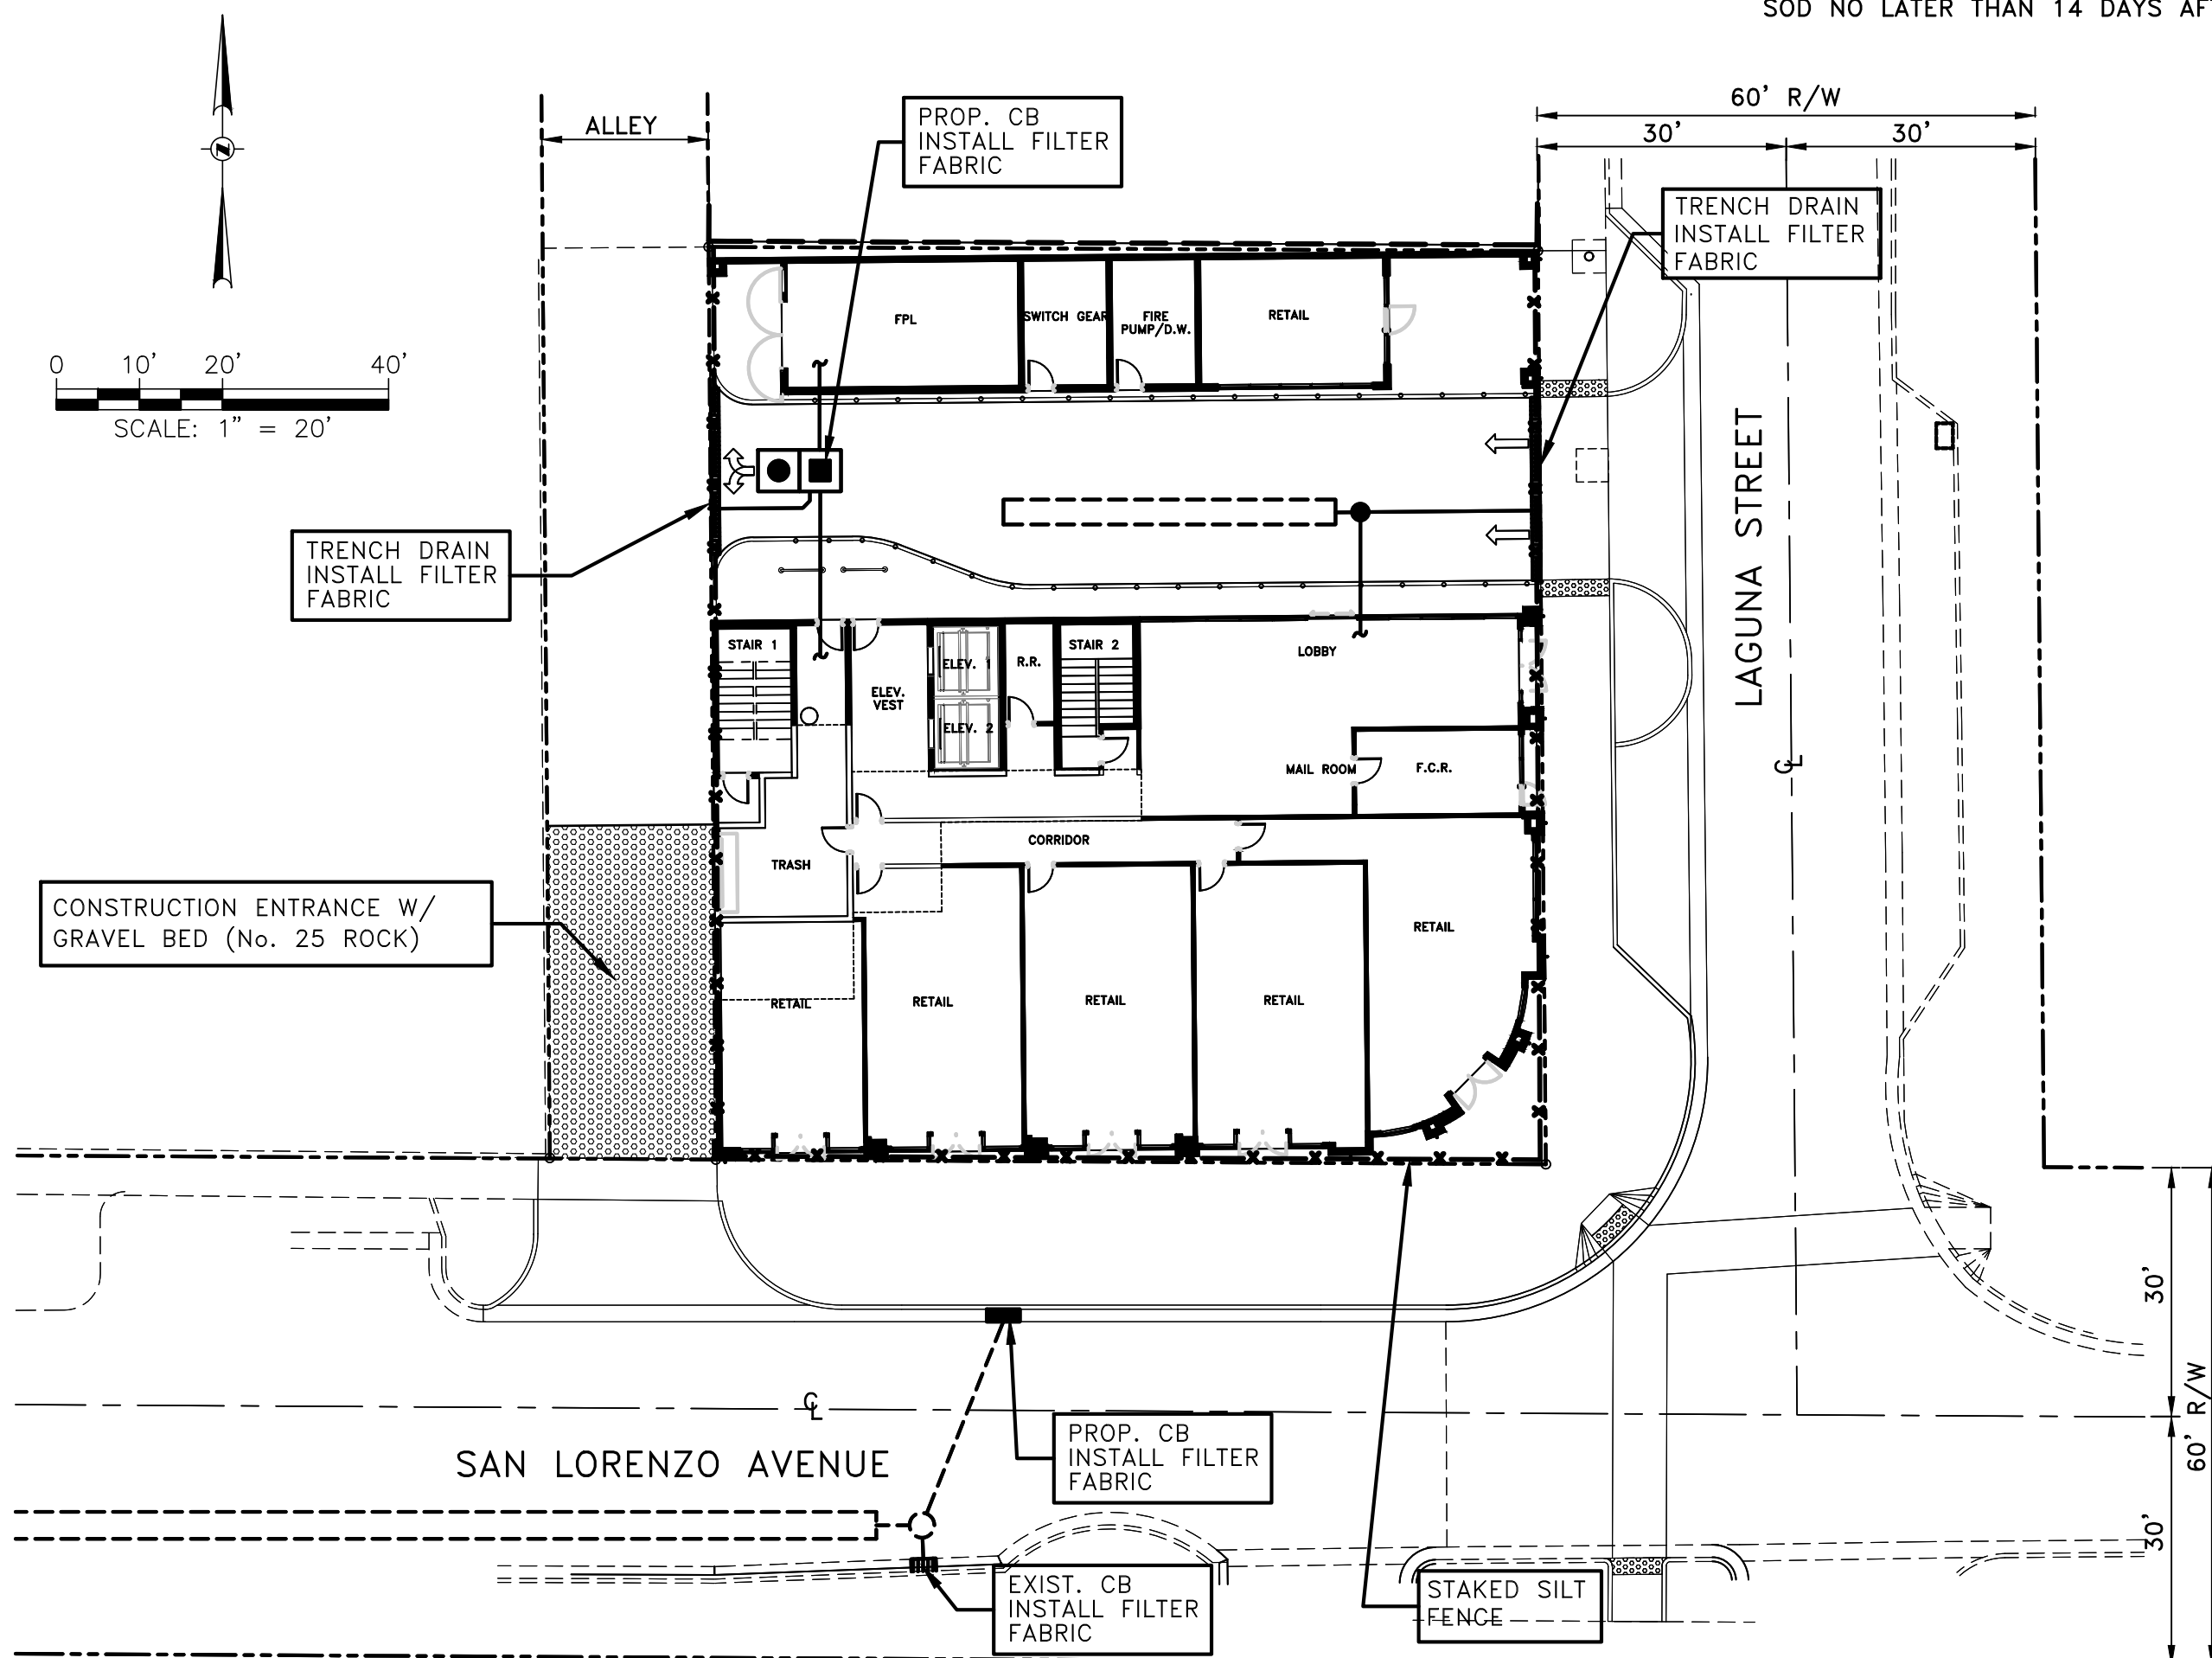 SOD NO LATER THAN 14 DAYS
60' R/W
30'
30'
ALLEY
PROP. CB
INSTALL FILTER
FABRIC
TRENCH DRAIN
INSTALL FILTER
FABRIC
N
0 10' 20' 40'
SCALE: 1" = 20'
FPL
SWITCH GEAR
FIRE
PUMP/D.W.
RETAIL
TRENCH DRAIN
INSTALL FILTER
FABRIC
LAGUNA STREET
STAIR 1
ELEV.
VEST
ELEV. 1
ELEV. 2
R.R.
STAIR 2
LOBBY
MAIL ROOM
F.C.R.
CL
CORRIDOR
TRASH
CONSTRUCTION ENTRANCE W/
GRAVEL BED (No. 25 ROCK)
RETAIL
RETAIL
RETAIL
RETAIL
RETAIL
30'
60' R/W
30'
CL
SAN LORENZO AVENUE
PROP. CB
INSTALL FILTER
FABRIC
EXIST. CB
INSTALL FILTER
FABRIC
STAKED SILT
FENCE